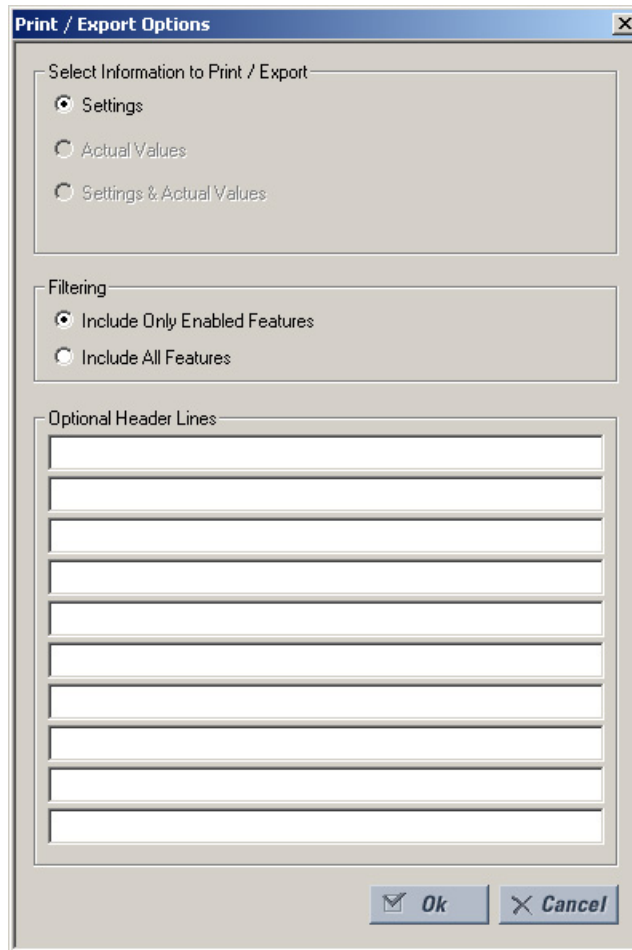 Print / Export Options
Select Information to Print / Export
Settings
Actual Values
Settings & Actual Values
Filtering
Include Only Enabled Features
Include All Features
Optional Header Lines
Ok
Cancel